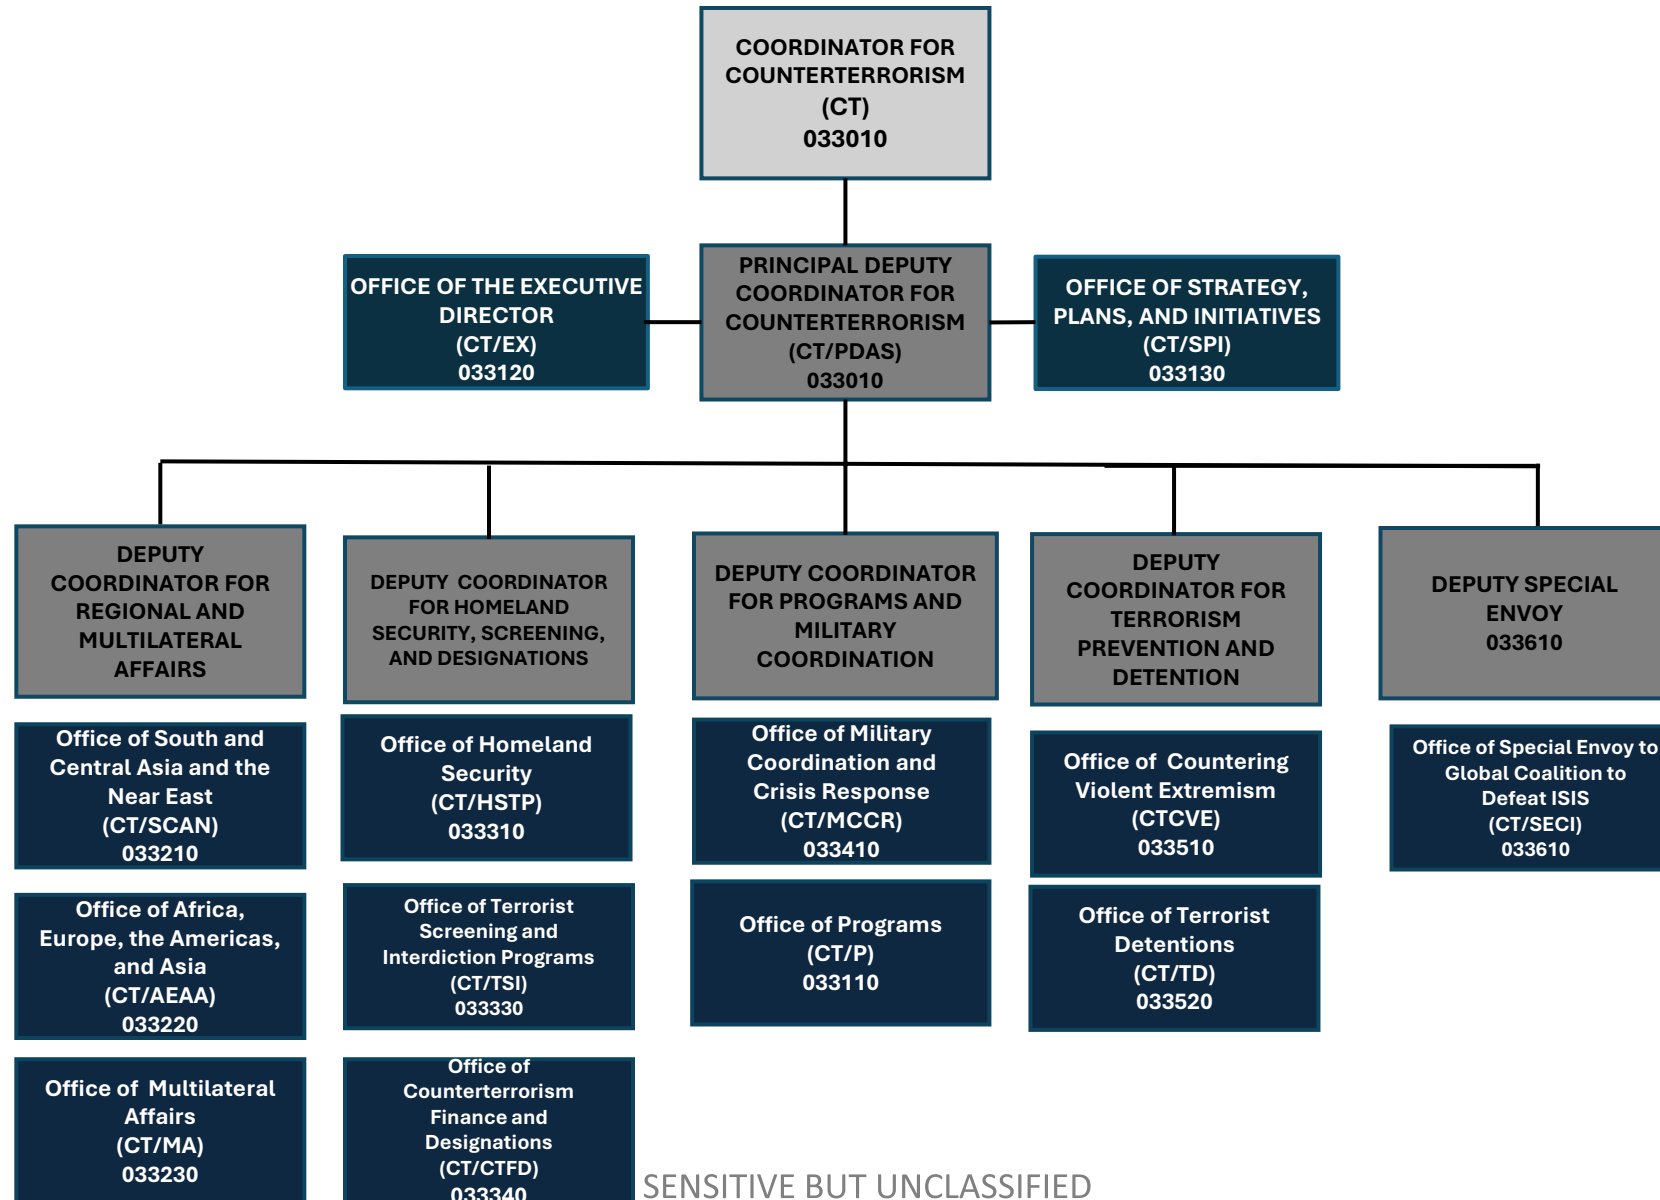 COORDINATOR FOR
COUNTERTERRORISM
(CT)
033010
OFFICE OF THE EXECUTIVE
DIRECTOR
(CT/EX)
033120
PRINCIPAL DEPUTY
COORDINATOR FOR
COUNTERTERRORISM
(CT/PDAS)
033010
OFFICE OF STRATEGY,
PLANS, AND INITIATIVES
(CT/SPI)
033130
DEPUTY
COORDINATOR FOR
REGIONAL AND
MULTILATERAL
AFFAIRS
DEPUTY COORDINATOR
FOR HOMELAND
SECURITY, SCREENING,
AND DESIGNATIONS
DEPUTY COORDINATOR
FOR PROGRAMS AND
MILITARY
COORDINATION
DEPUTY
COORDINATOR FOR
TERRORISM
PREVENTION AND
DETENTION
DEPUTY SPECIAL
ENVOY
033610
Office of South and
Central Asia and the
Near East
(CT/SCAN)
033210
Office of Homeland
Security
(CT/HSTP)
033310
Office of Military
Coordination and
Crisis Response
(CT/MCCR)
033410
Office of Countering
Violent Extremism
(CTCVE)
033510
Office of Special Envoy to
Global Coalition to
Defeat ISIS
(CT/SECI)
033610
Office of Africa,
Europe, the Americas,
and Asia
(CT/AEAA)
033220
Office of Terrorist
Screening and
Interdiction Programs
(CT/TSI)
033330
Office of Programs
(CT/P)
033110
Office of Terrorist
Detentions
(CT/TD)
033520
Office of Multilateral
Affairs
(CT/MA)
033230
Office of
Counterterrorism
Finance and
Designations
(CT/CTFD)
033340
SENSITIVE BUT UNCLASSIFIED